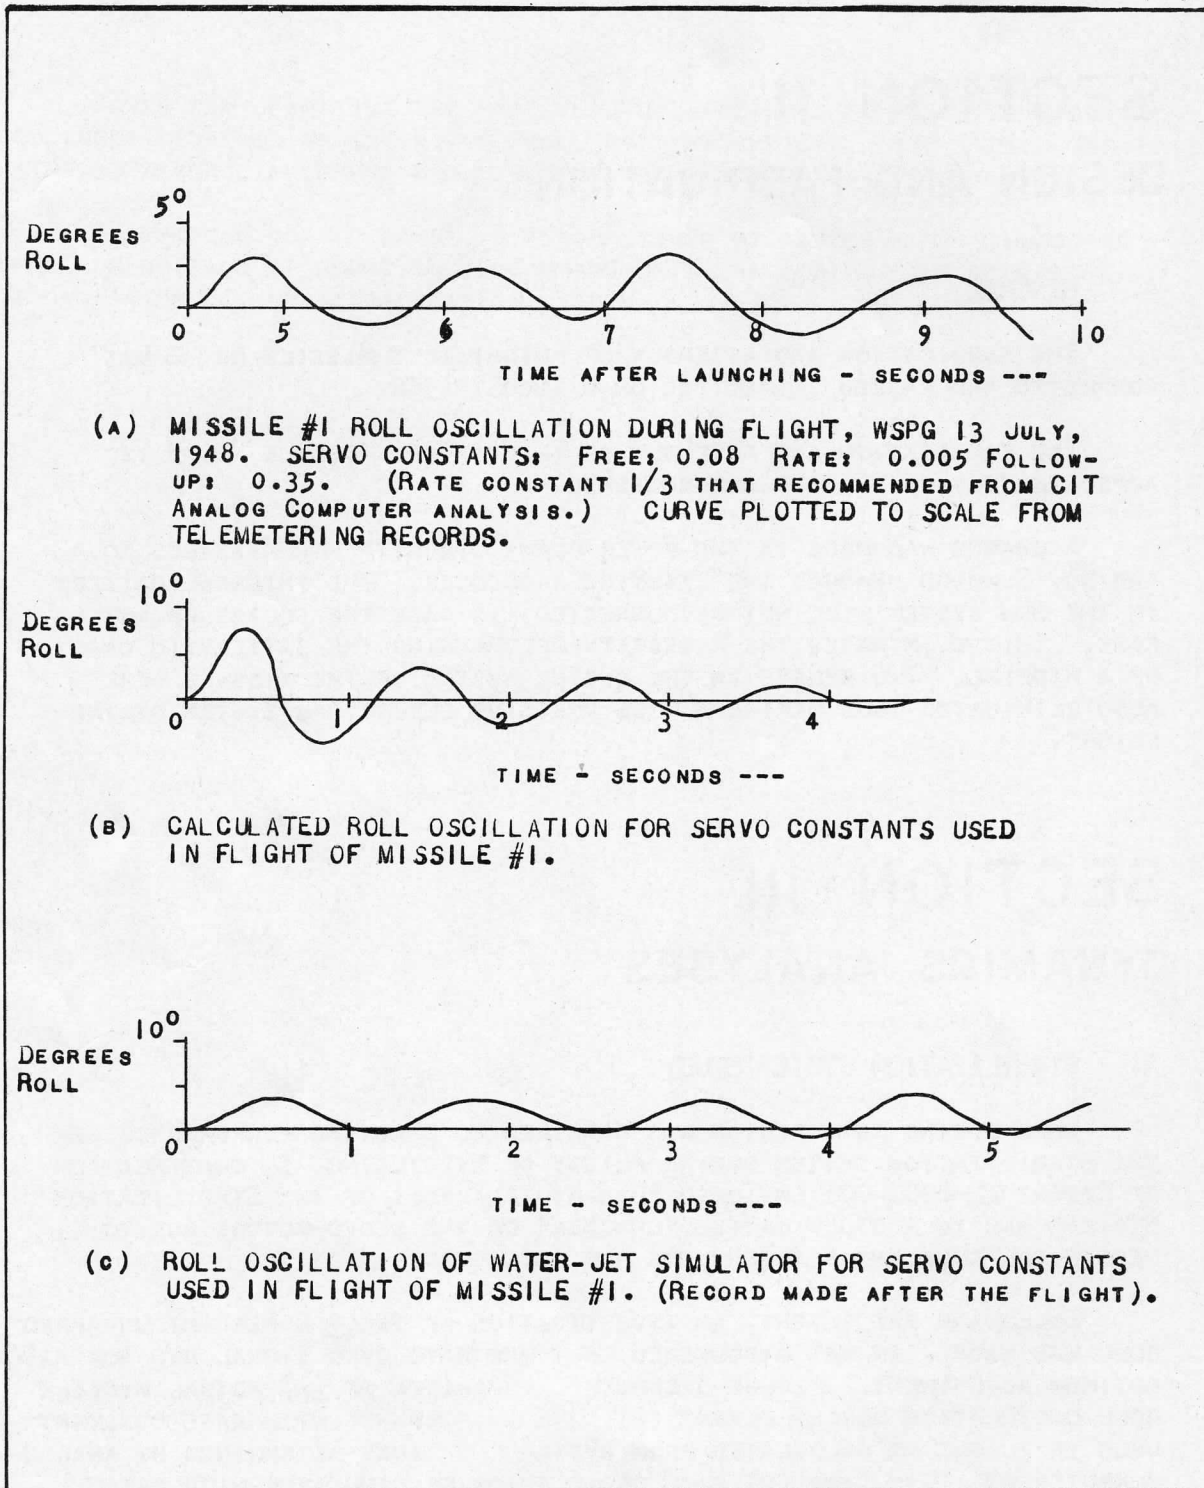 5°
DEGREES
ROLL
0 5 6 7 8 9 10
TIME AFTER LAUNCHING - SECONDS ---
(A) MISSILE #1 ROLL OSCILLATION DURING FLIGHT, WSPG 13 JULY,
1948. SERVO CONSTANTS: FREE: 0.08 RATE: 0.005 FOLLOW-
UP: 0.35. (RATE CONSTANT 1/3 THAT RECOMMENDED FROM CIT
ANALOG COMPUTER ANALYSIS.) CURVE PLOTTED TO SCALE FROM
TELEMETERING RECORDS.
10°
DEGREES
ROLL
0 1 2 3 4
TIME - SECONDS ---
(B) CALCULATED ROLL OSCILLATION FOR SERVO CONSTANTS USED
IN FLIGHT OF MISSILE #1.
10°
DEGREES
ROLL
0 1 2 3 4 5
TIME - SECONDS ---
(C) ROLL OSCILLATION OF WATER-JET SIMULATOR FOR SERVO CONSTANTS
USED IN FLIGHT OF MISSILE #1. (RECORD MADE AFTER THE FLIGHT).